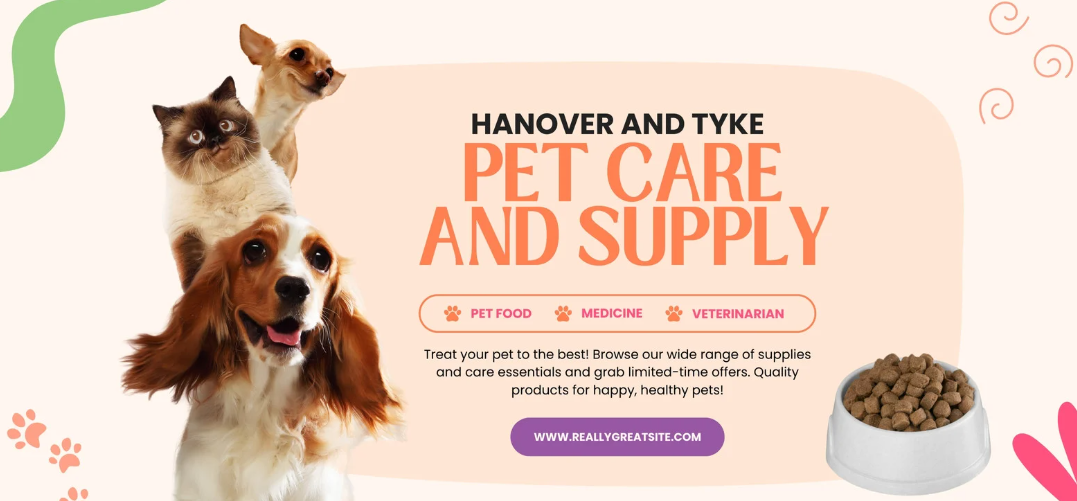 HANOVER AND TYKE
PET CARE
AND SUPPLY
PET FOOD MEDICINE VETERINARIAN
Treat your pet to the best! Browse our wide range of supplies
and care essentials and grab limited-time offers. Quality
products for happy, healthy pets!
WWW.REALLYGREATSITE.COM